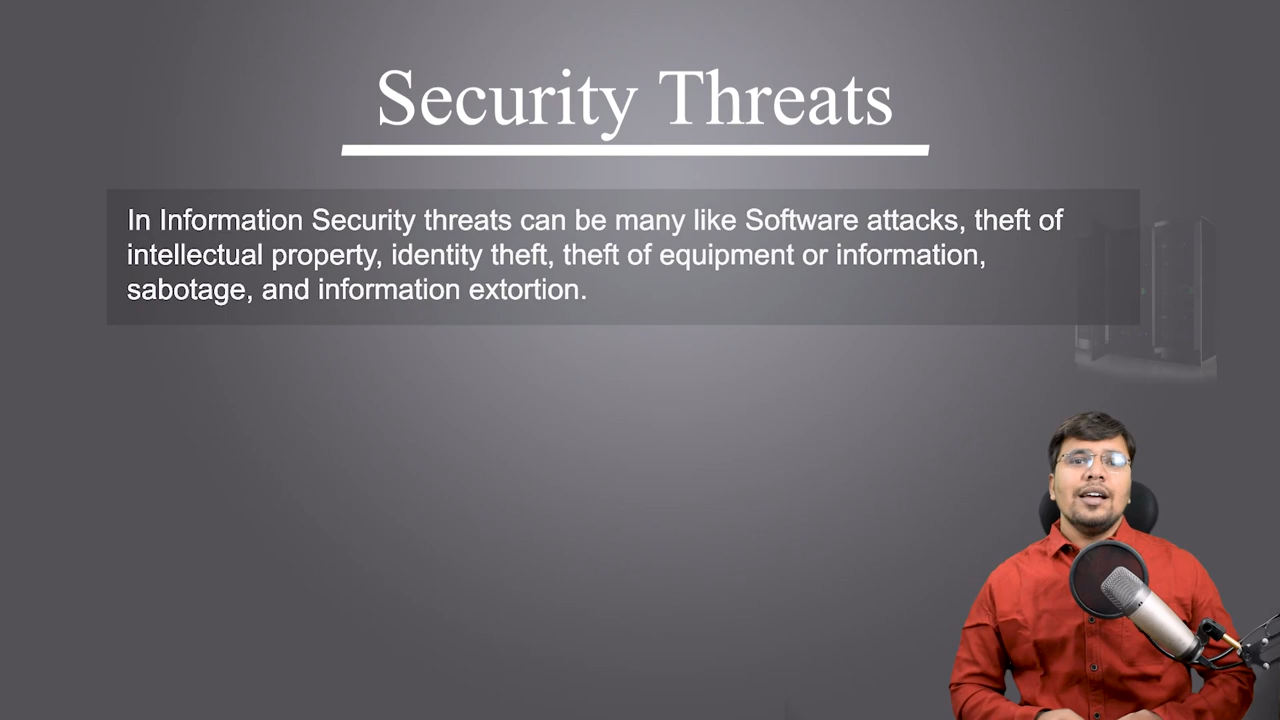 Security Threats
In Information Security threats can be many like Software attacks, theft of
intellectual property, identity theft, theft of equipment or information,
sabotage, and information extortion.